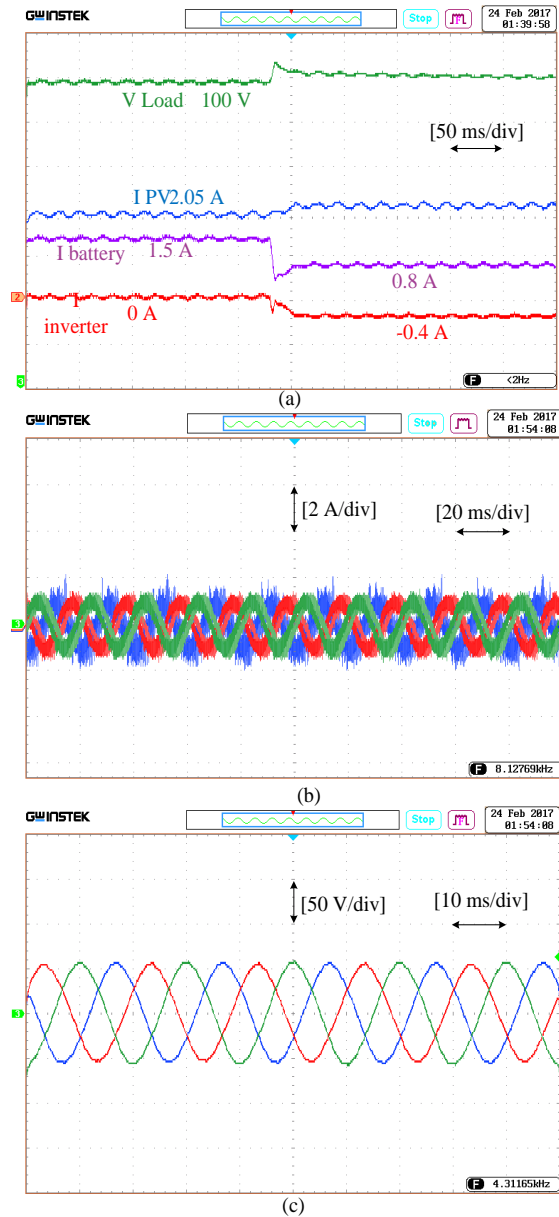 GWINSTEK
Stop
24 Feb 2017
01:39:58
V Load 100 V
[50 ms/div]
I PV2.05 A
I battery 1.5 A
0.8 A
2
I
inverter
0 A
-0.4 A
3
F <2Hz
(a)
GWINSTEK
Stop
24 Feb 2017
01:54:08
[2 A/div]
[20 ms/div]
3
F 8.12769kHz
(b)
GWINSTEK
Stop
24 Feb 2017
01:54:08
[50 V/div]
[10 ms/div]
3
F 4.31165kHz
(c)